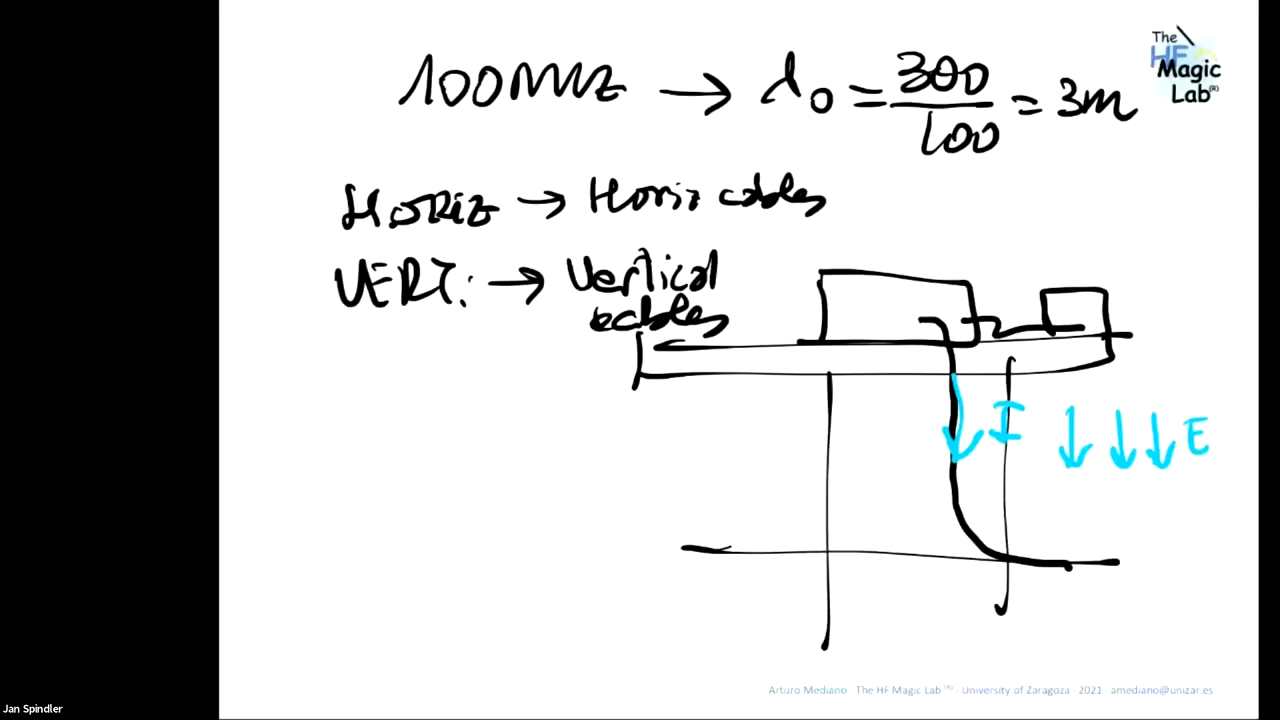 The
HF
Magic
Lab(R)
100MHz → λ0 = 300/100 = 3m
HORIZ → Horiz cables
VERT: → Vertical
cables
I
E
Arturo Mediano · The HF Magic Lab (R) · University of Zaragoza · 2021 · amediano@unizar.es
Jan Spindler